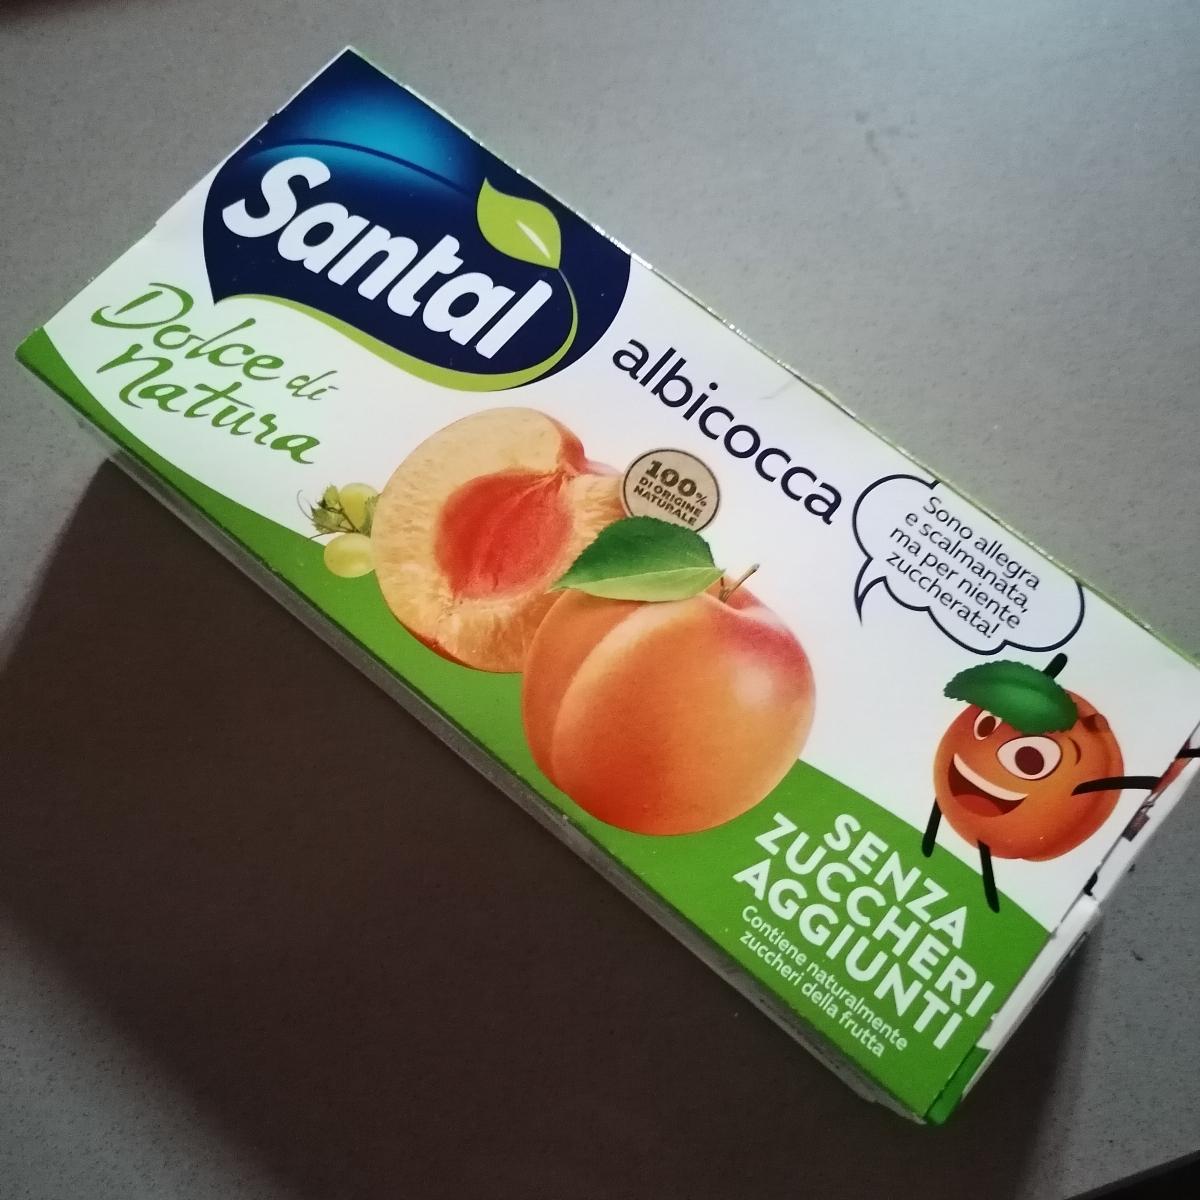 Santal
Dolce di
Natura
albicocca
100%
DI ORIGINE
NATURALE
Sono allegra
e scalmanata,
ma per niente
zuccherata!
SENZA
ZUCCHERI
AGGIUNTI
Contiene naturalmente
zuccheri della frutta